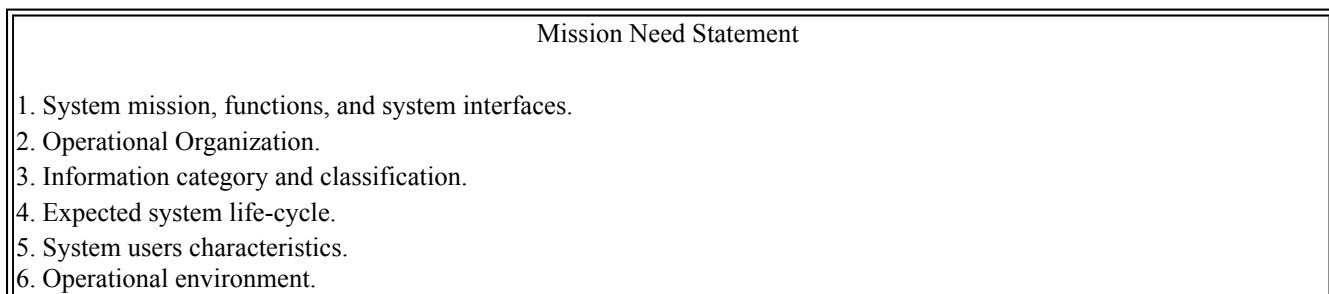 Mission Need Statement
1. System mission, functions, and system interfaces.
2. Operational Organization.
3. Information category and classification.
4. Expected system life-cycle.
5. System users characteristics.
6. Operational environment.